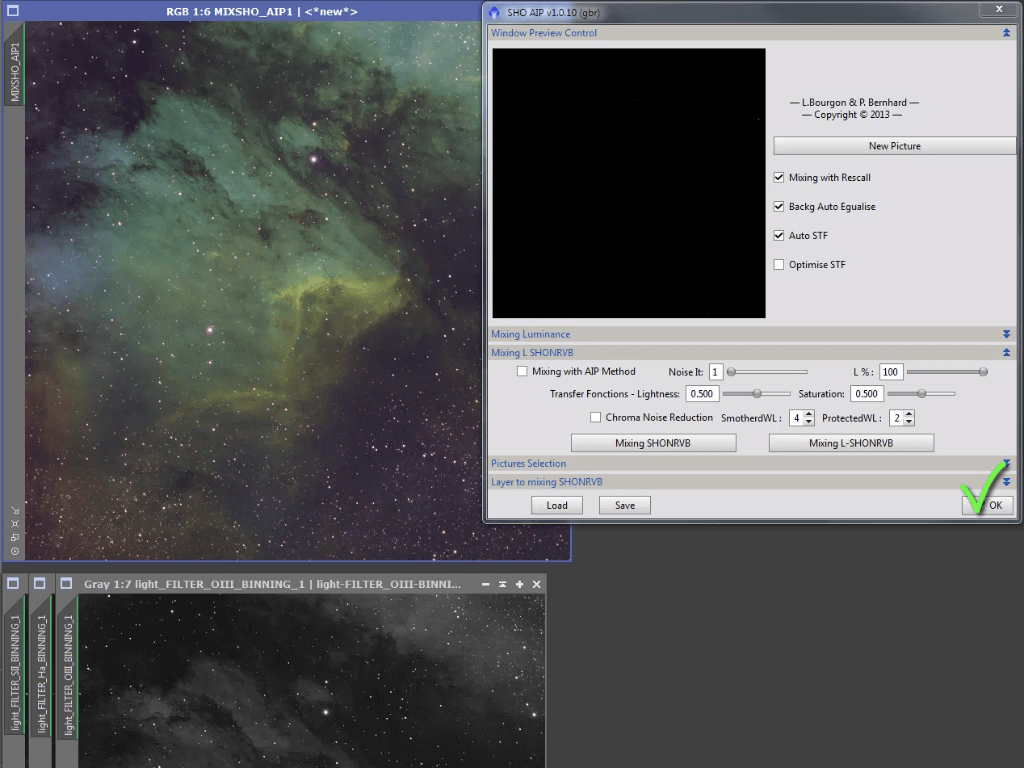 RGB 1:6 MIXSHO_AIP1 | <*new*>
MIXSHO_AIP1
SHO AIP v1.0.10 (gbr)
Window Preview Control
— L.Bourgon & P. Bernhard —
— Copyright © 2013 —
New Picture
Mixing with Rescall
Backg Auto Equalise
Auto STF
Optimise STF
Mixing Luminance
Mixing L SHONRVB
Mixing with AIP Method Noise It: 1 L % : 100
Transfer Fonctions - Lightness: 0.500 Saturation: 0.500
Chroma Noise Reduction SmotherdWL : 4 ProtectedWL : 2
Mixing SHONRVB Mixing L-SHONRVB
Pictures Selection
Layer to mixing SHONRVB
Load Save OK
Gray 1:7 light_FILTER_OIII_BINNING_1 | light-FILTER_OIII-BINNI...
light_FILTER_SII_BINNING_1
light_FILTER_Ha_BINNING_1
light_FILTER_OIII_BINNING_1